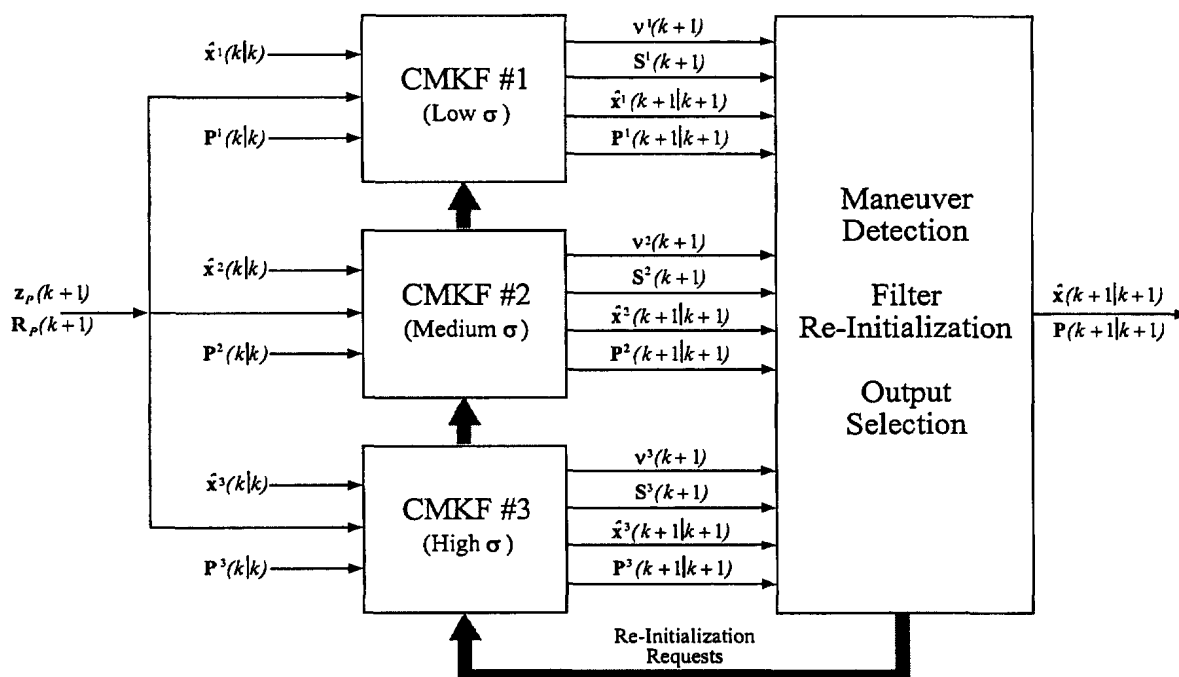 x̂¹(k|k)
P¹(k|k)
CMKF #1
(Low σ)
ν¹(k+1)
S¹(k+1)
x̂¹(k+1|k+1)
P¹(k+1|k+1)
z_P(k+1)
R_P(k+1)
x̂²(k|k)
P²(k|k)
CMKF #2
(Medium σ)
ν²(k+1)
S²(k+1)
x̂²(k+1|k+1)
P²(k+1|k+1)
x̂³(k|k)
P³(k|k)
CMKF #3
(High σ)
ν³(k+1)
S³(k+1)
x̂³(k+1|k+1)
P³(k+1|k+1)
Maneuver
Detection
Filter
Re-Initialization
Output
Selection
x̂(k+1|k+1)
P(k+1|k+1)
Re-Initialization
Requests